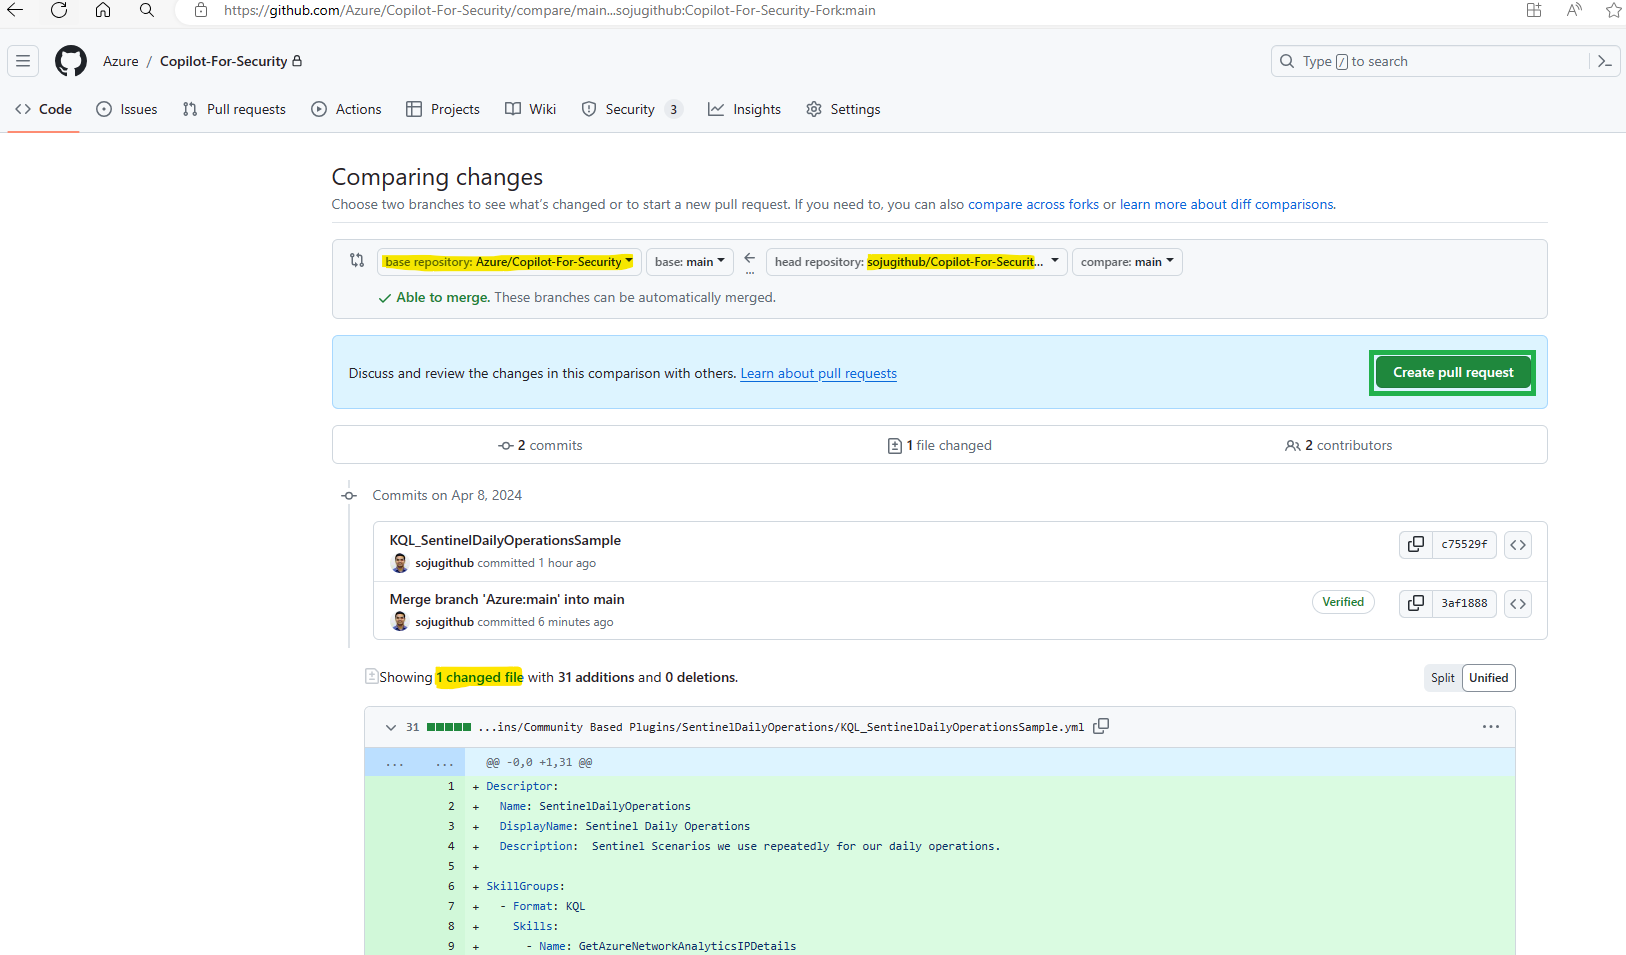 https://github.com/Azure/Copilot-For-Security/compare/main...sojugithub:Copilot-For-Security-Fork:main
Azure / Copilot-For-Security
Type / to search
Code Issues Pull requests Actions Projects Wiki Security 3 Insights Settings
Comparing changes
Choose two branches to see what's changed or to start a new pull request. If you need to, you can also compare across forks or learn more about diff comparisons.
base repository: Azure/Copilot-For-Security base: main ← head repository: sojugithub/Copilot-For-Securit... compare: main
...
Able to merge. These branches can be automatically merged.
Discuss and review the changes in this comparison with others. Learn about pull requests
Create pull request
2 commits 1 file changed 2 contributors
Commits on Apr 8, 2024
KQL_SentinelDailyOperationsSample
sojugithub committed 1 hour ago
c75529f
Merge branch 'Azure:main' into main
sojugithub committed 6 minutes ago
Verified
3af1888
Showing 1 changed file with 31 additions and 0 deletions.
Split Unified
31 ...ins/Community Based Plugins/SentinelDailyOperations/KQL_SentinelDailyOperationsSample.yml
... ... @@ -0,0 +1,31 @@
1 + Descriptor:
2 + Name: SentinelDailyOperations
3 + DisplayName: Sentinel Daily Operations
4 + Description:  Sentinel Scenarios we use repeatedly for our daily operations.
5 +
6 + SkillGroups:
7 + - Format: KQL
8 + Skills:
9 + - Name: GetAzureNetworkAnalyticsIPDetails